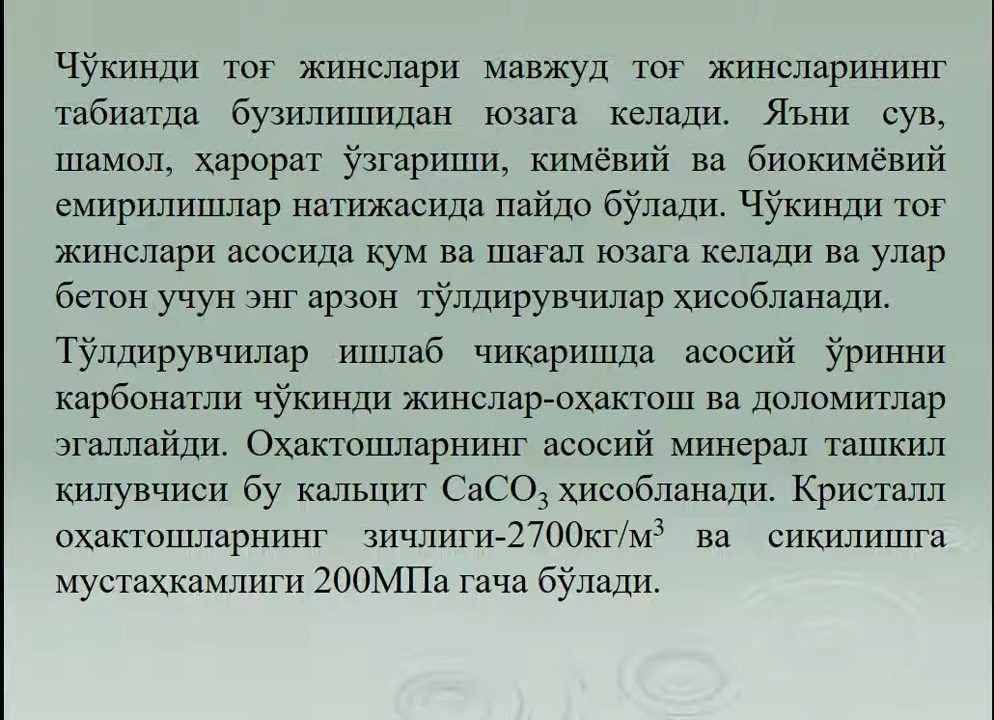 Чўкинди тоғ жинслари мавжуд тоғ жинсларининг
табиатда бузилишидан юзага келади. Яъни сув,
шамол, ҳарорат ўзгариши, кимёвий ва биокимёвий
емирилишлар натижасида пайдо бўлади. Чўкинди тоғ
жинслари асосида қум ва шағал юзага келади ва улар
бетон учун энг арзон  тўлдирувчилар ҳисобланади.
Тўлдирувчилар ишлаб чиқаришда асосий ўринни
карбонатли чўкинди жинслар-оҳактош ва доломитлар
эгаллайди. Оҳактошларнинг асосий минерал ташкил
қилувчиси бу кальцит CaCO₃ ҳисобланади. Кристалл
оҳактошларнинг зичлиги-2700кг/м³ ва сиқилишга
мустаҳкамлиги 200МПа гача бўлади.